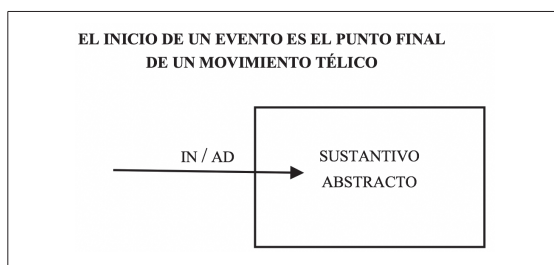 EL INICIO DE UN EVENTO ES EL PUNTO FINAL
DE UN MOVIMIENTO TÉLICO
IN / AD
SUSTANTIVO
ABSTRACTO